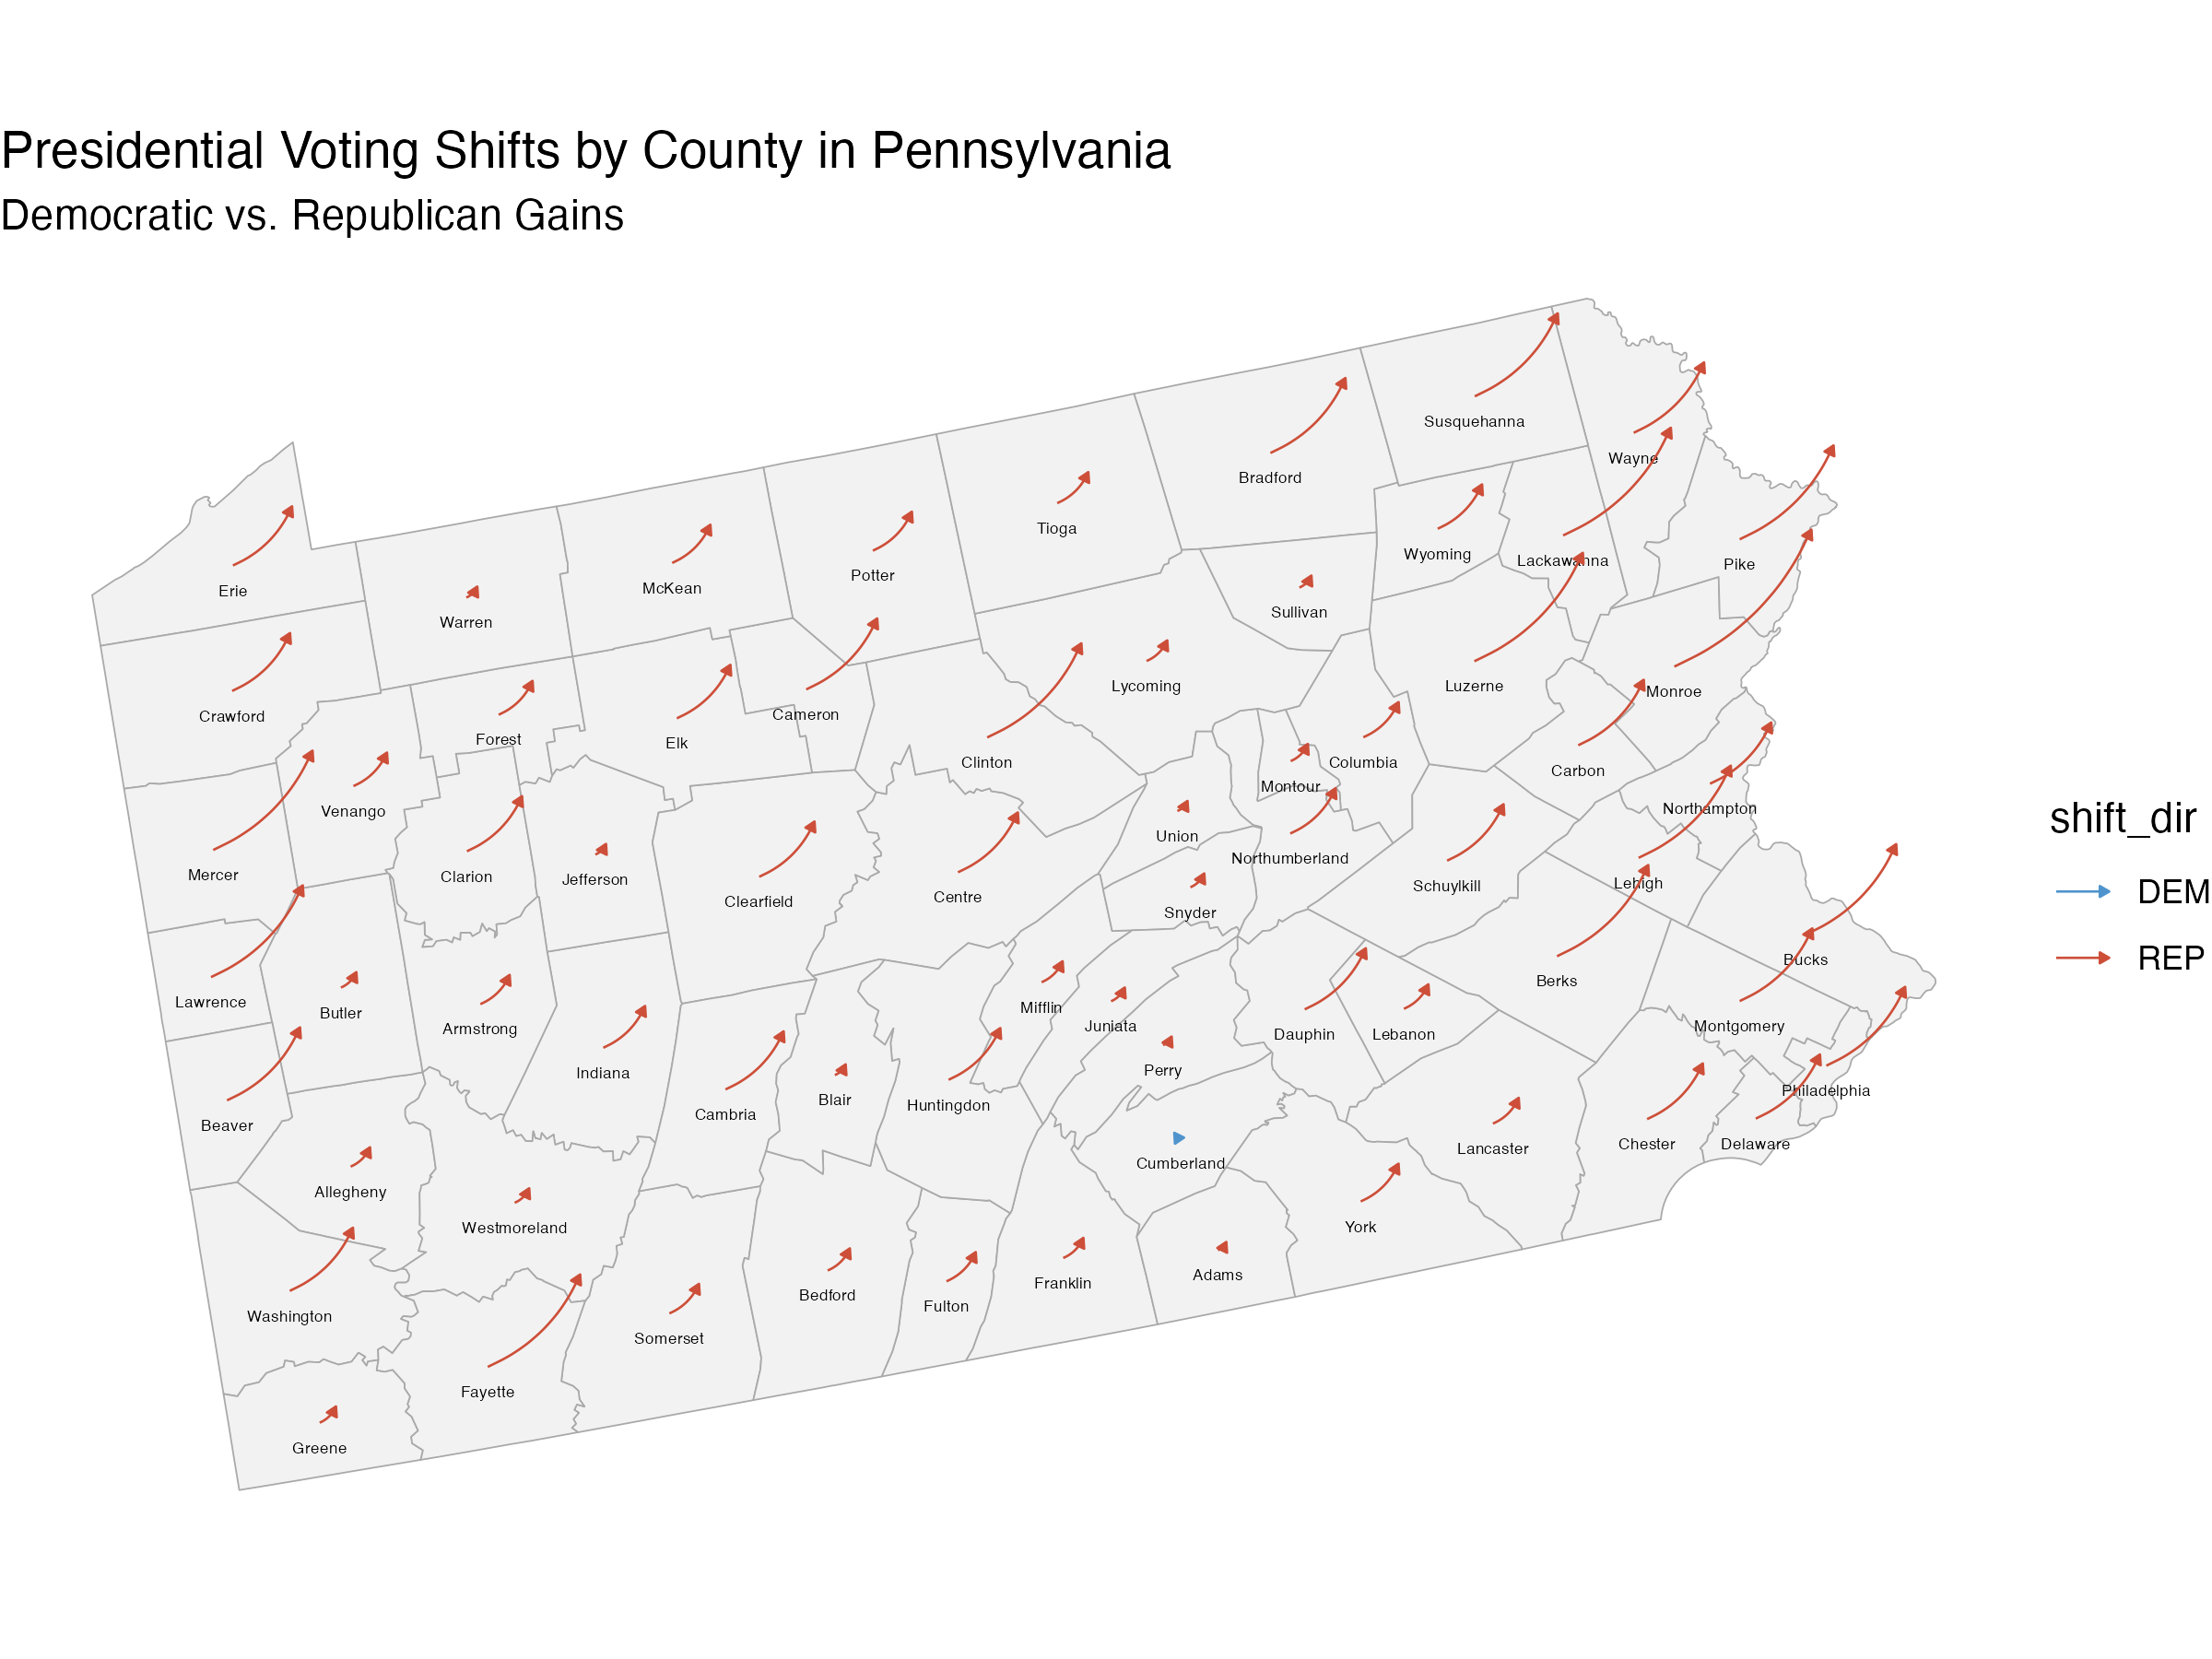 Presidential Voting Shifts by County in Pennsylvania
Democratic vs. Republican Gains
Susquehanna
Wayne
Bradford
Tioga
Wyoming
Lackawanna
Pike
Potter
McKean
Erie
Sullivan
Warren
Lycoming
Luzerne
Monroe
Cameron
Crawford
Forest
Elk
Clinton
Columbia
Carbon
Montour
Northampton
Venango
Union
Northumberland
Mercer
Clarion
Jefferson
Lehigh
Schuylkill
Centre
Clearfield
Snyder
shift_dir
DEM
REP
Bucks
Berks
Lawrence
Mifflin
Butler
Juniata
Montgomery
Armstrong
Dauphin
Lebanon
Perry
Indiana
Philadelphia
Blair
Huntingdon
Cambria
Beaver
Delaware
Chester
Lancaster
Cumberland
Allegheny
York
Westmoreland
Adams
Franklin
Bedford
Fulton
Washington
Somerset
Fayette
Greene